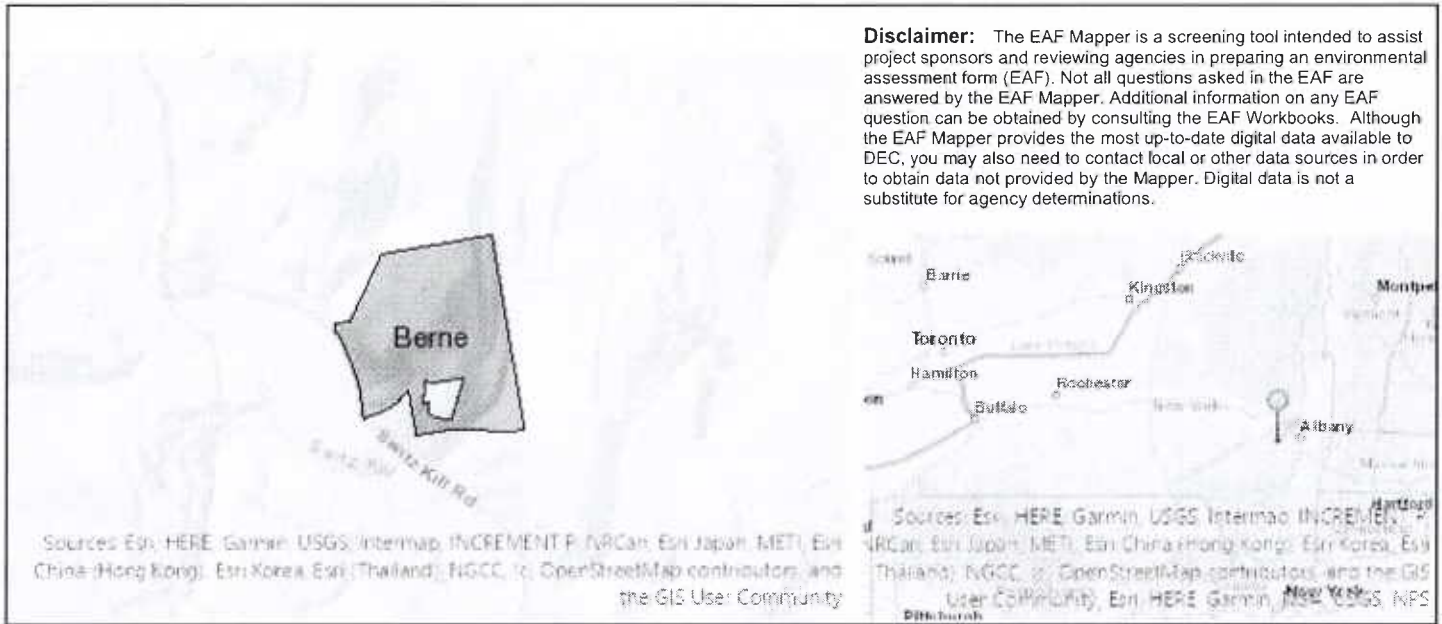 Disclaimer: The EAF Mapper is a screening tool intended to assist
project sponsors and reviewing agencies in preparing an environmental
assessment form (EAF). Not all questions asked in the EAF are
answered by the EAF Mapper. Additional information on any EAF
question can be obtained by consulting the EAF Workbooks. Although
the EAF Mapper provides the most up-to-date digital data available to
DEC, you may also need to contact local or other data sources in order
to obtain data not provided by the Mapper. Digital data is not a
substitute for agency determinations.
Berne
Switz Kill
Switz Kill Rd
Sources: Esri, HERE, Garmin, USGS, Intermap, INCREMENT P, NRCan, Esri Japan, METI, Esri
China (Hong Kong), Esri Korea, Esri (Thailand), NGCC, (c) OpenStreetMap contributors, and
the GIS User Community
Barrie
Kingston
Toronto
Hamilton
Rochester
Buffalo
New York
Albany
Montpel
Vermont
Hartford
Sources: Esri, HERE, Garmin, USGS, Intermap, INCREMENT P,
NRCan, Esri Japan, METI, Esri China (Hong Kong), Esri Korea, Esri
(Thailand), NGCC, (c) OpenStreetMap contributors, and the GIS
User Community, Esri, HERE, Garmin, USGS, NPS
New York
Pittsburgh